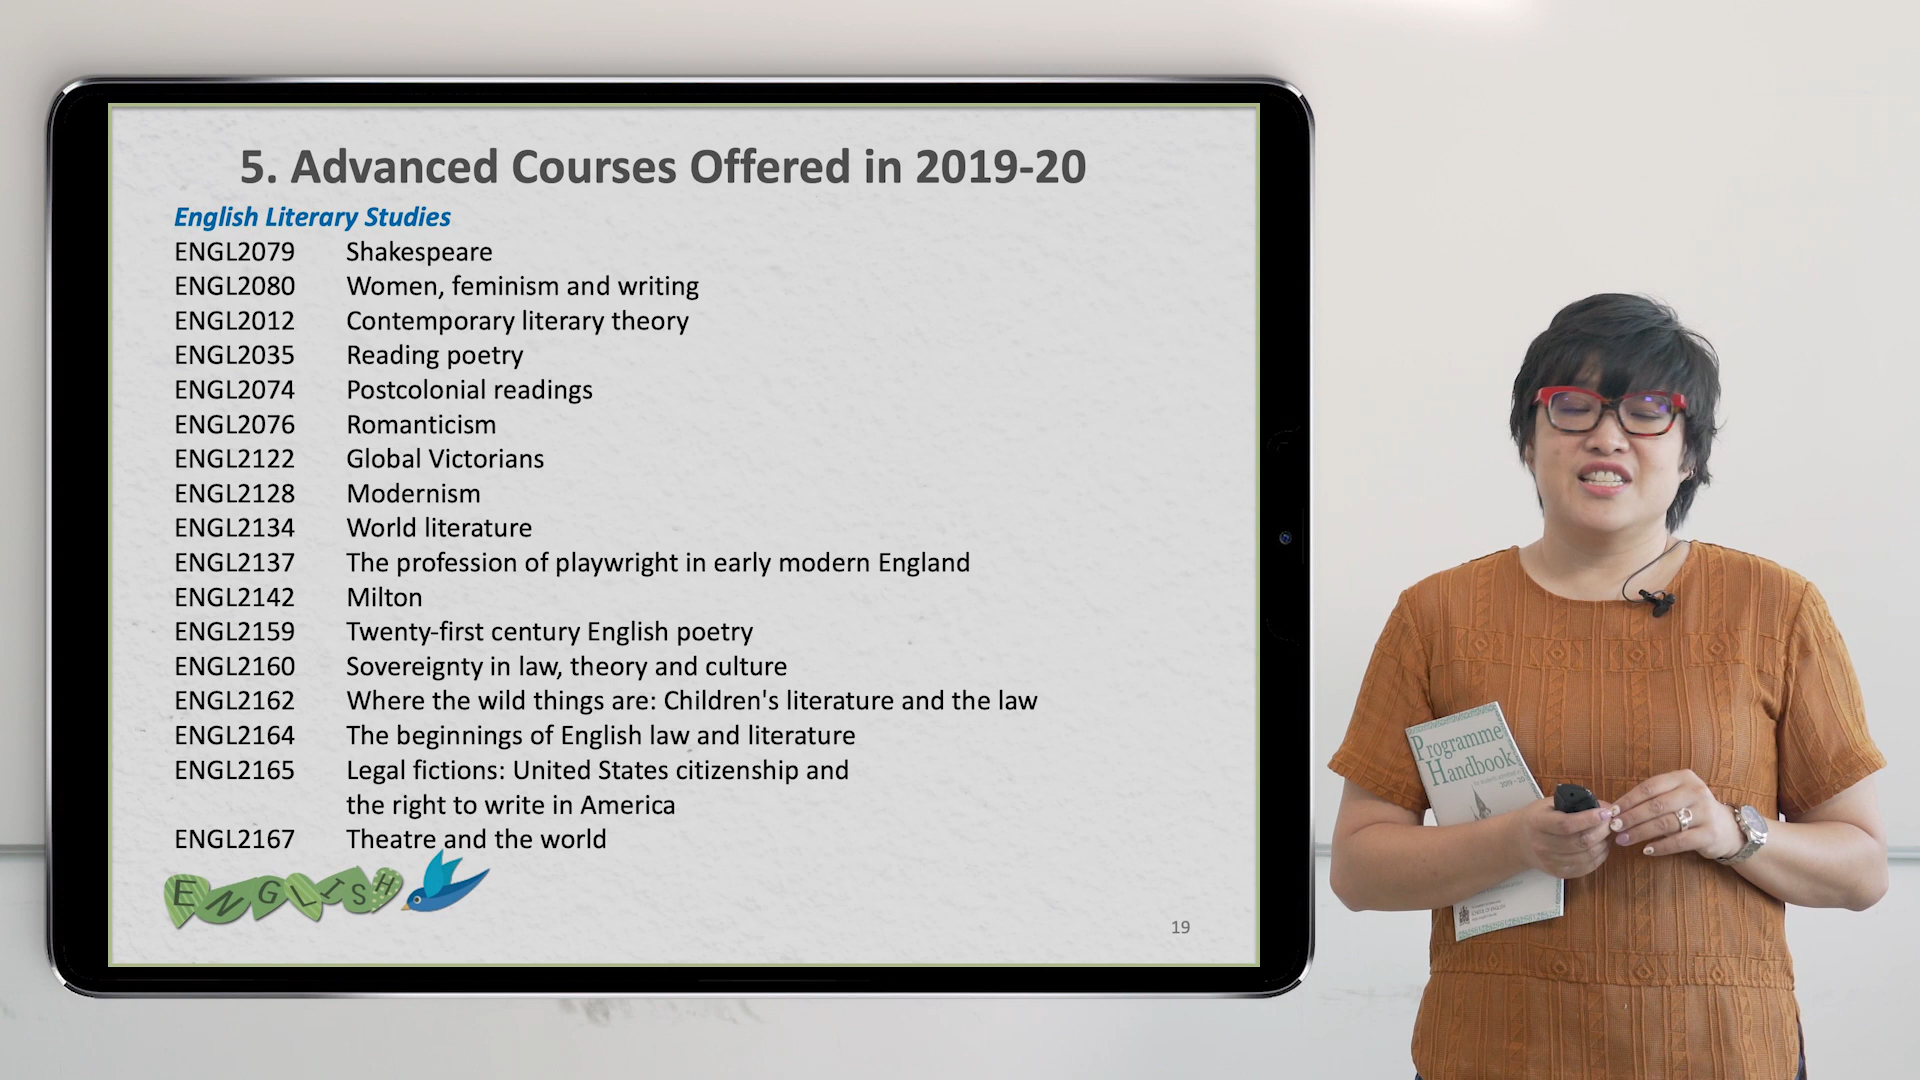 5. Advanced Courses Offered in 2019-20
English Literary Studies
ENGL2079 Shakespeare
ENGL2080 Women, feminism and writing
ENGL2012 Contemporary literary theory
ENGL2035 Reading poetry
ENGL2074 Postcolonial readings
ENGL2076 Romanticism
ENGL2122 Global Victorians
ENGL2128 Modernism
ENGL2134 World literature
ENGL2137 The profession of playwright in early modern England
ENGL2142 Milton
ENGL2159 Twenty-first century English poetry
ENGL2160 Sovereignty in law, theory and culture
ENGL2162 Where the wild things are: Children's literature and the law
ENGL2164 The beginnings of English law and literature
ENGL2165 Legal fictions: United States citizenship and
the right to write in America
ENGL2167 Theatre and the world
ENGLISH
19
Programme
Handbook
2019-20